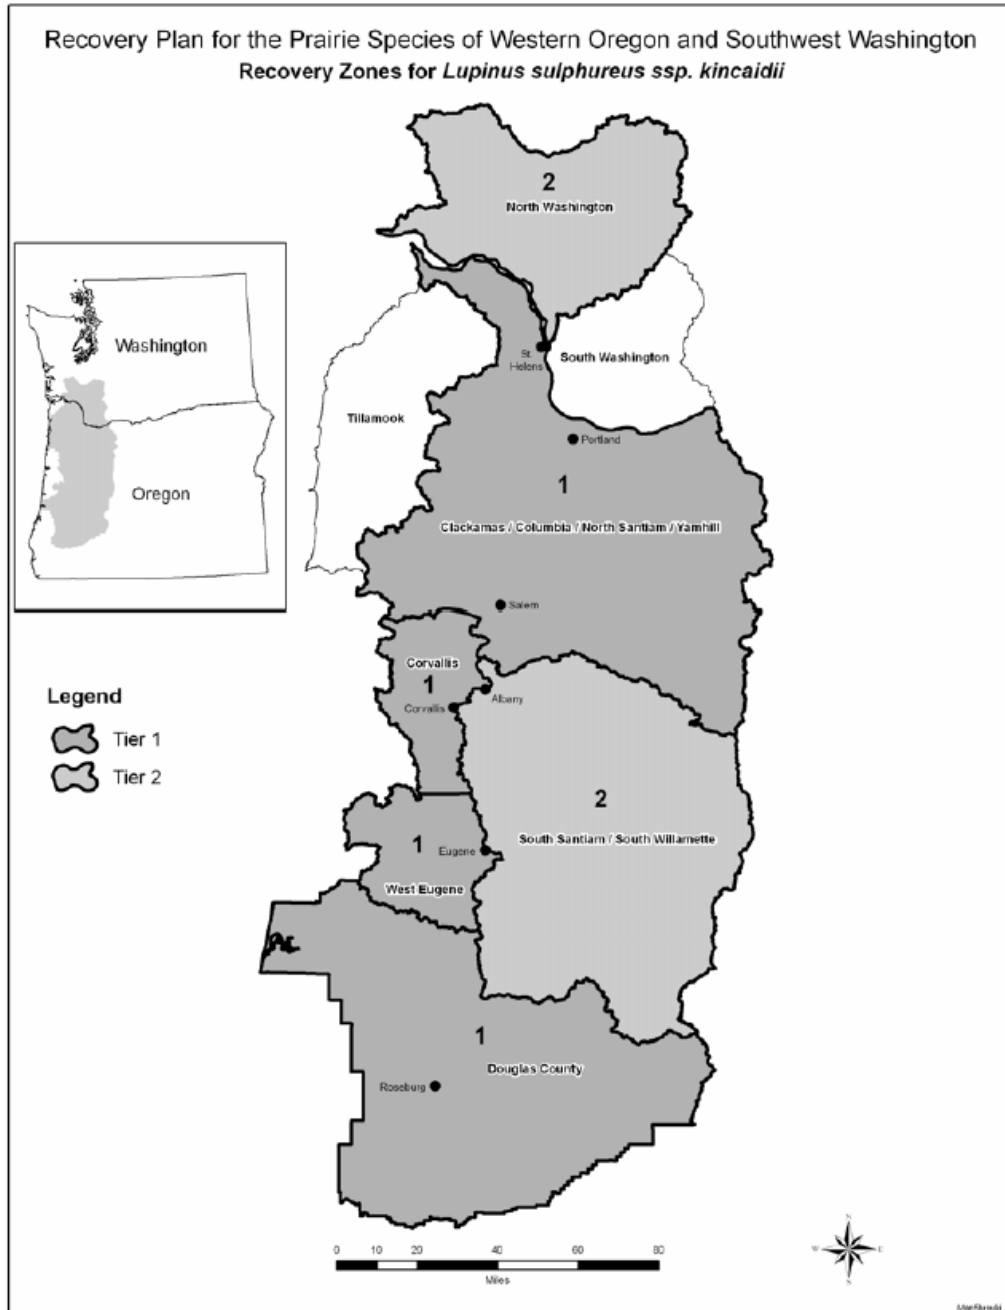 Recovery Plan for the Prairie Species of Western Oregon and Southwest Washington
Recovery Zones for Lupinus sulphureus ssp. kincaidii
2
North Washington
Washington
Oregon
St.
Helens
South Washington
Tillamook
Portland
1
Clackamas / Columbia / North Santiam / Yamhill
Salem
Corvallis
1
Corvallis
Albany
Legend
Tier 1
Tier 2
2
South Santiam / South Willamette
1
Eugene
West Eugene
1
Douglas County
Roseburg
0 10 20 40 60 80
Miles
N
W E
S